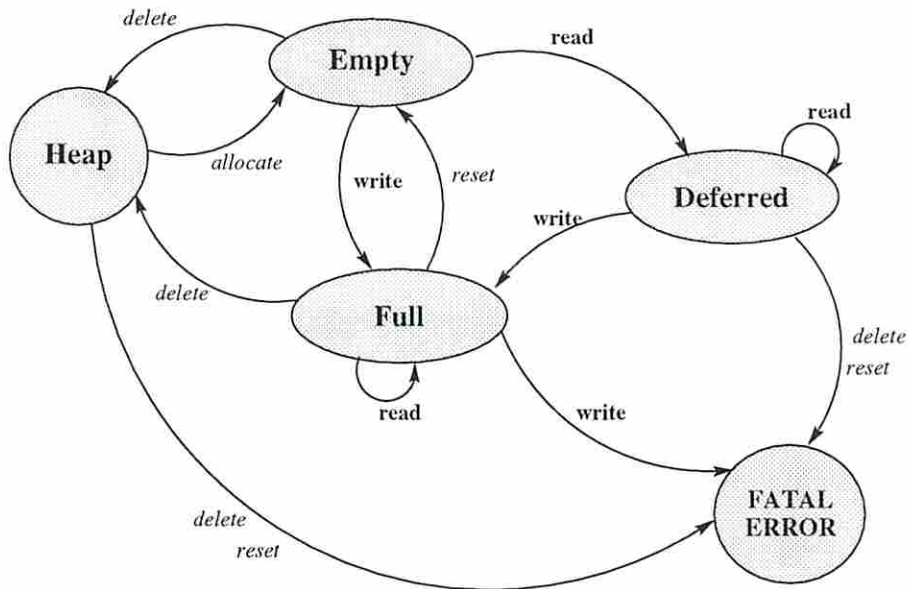 delete
Empty
read
Heap
allocate
write
reset
read
Deferred
write
delete
Full
read
write
delete
reset
delete
reset
FATAL
ERROR